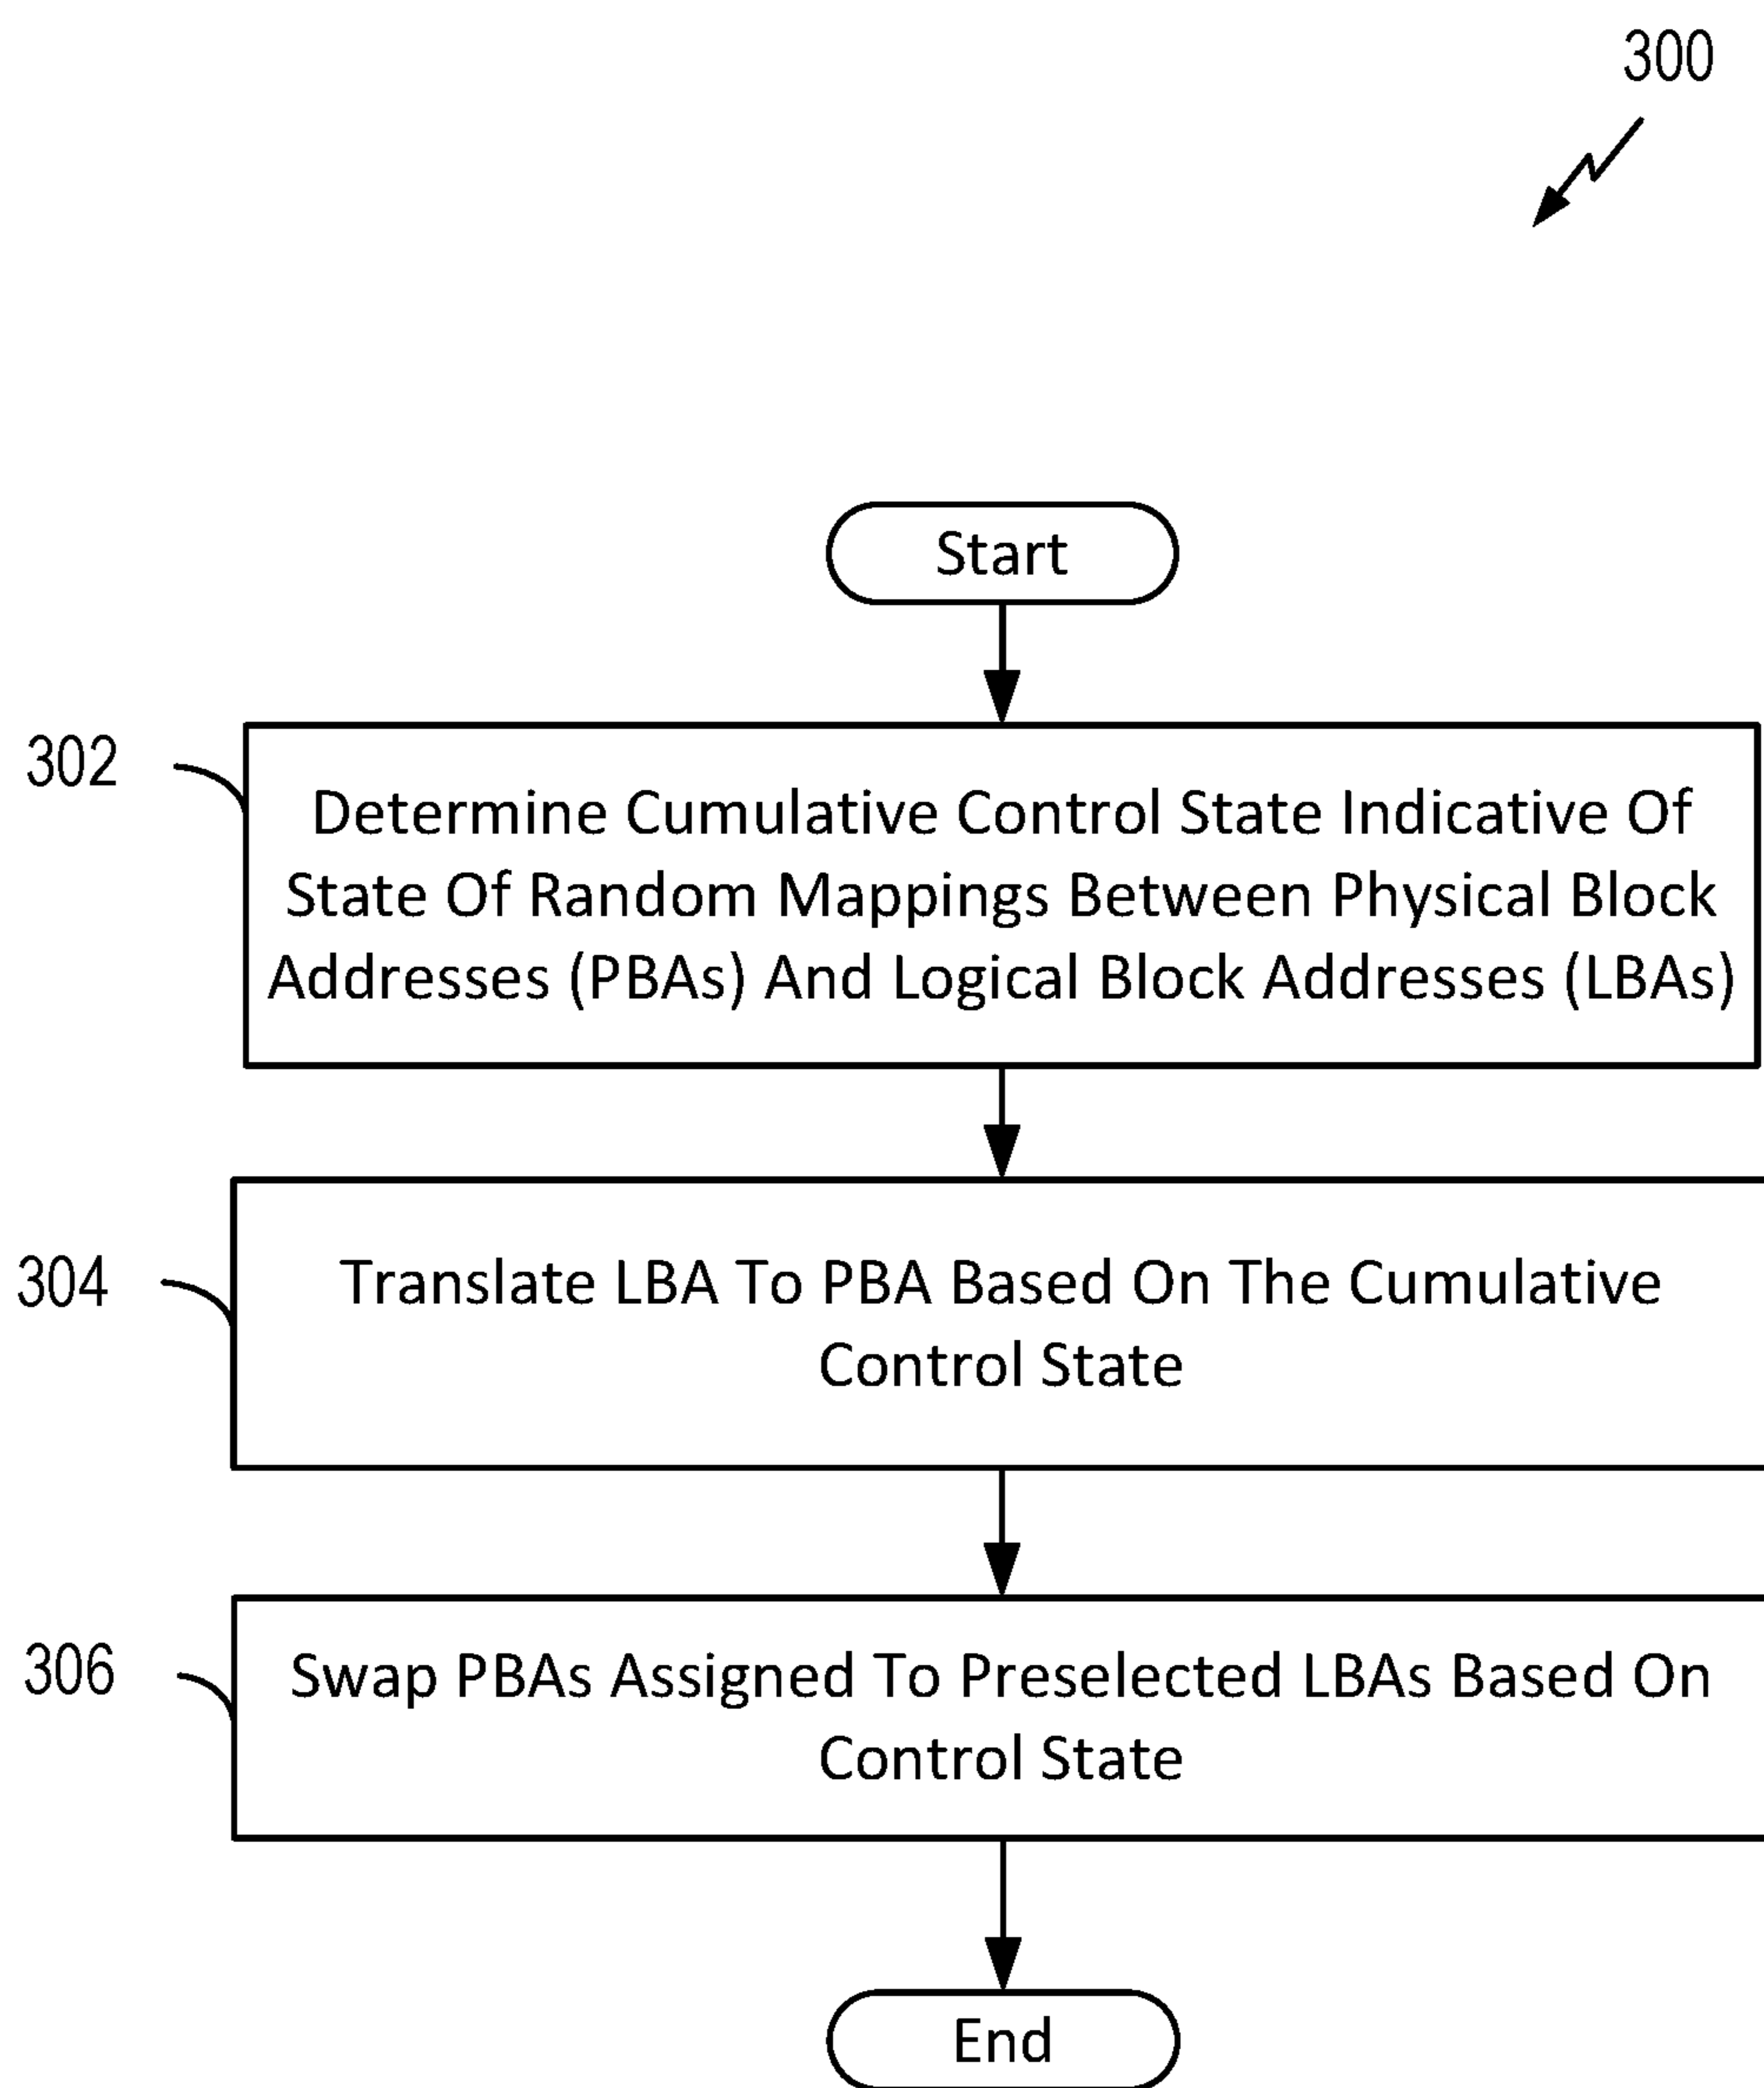 300
Start
302
Determine Cumulative Control State Indicative Of
State Of Random Mappings Between Physical Block
Addresses (PBAs) And Logical Block Addresses (LBAs)
304
Translate LBA To PBA Based On The Cumulative
Control State
306
Swap PBAs Assigned To Preselected LBAs Based On
Control State
End